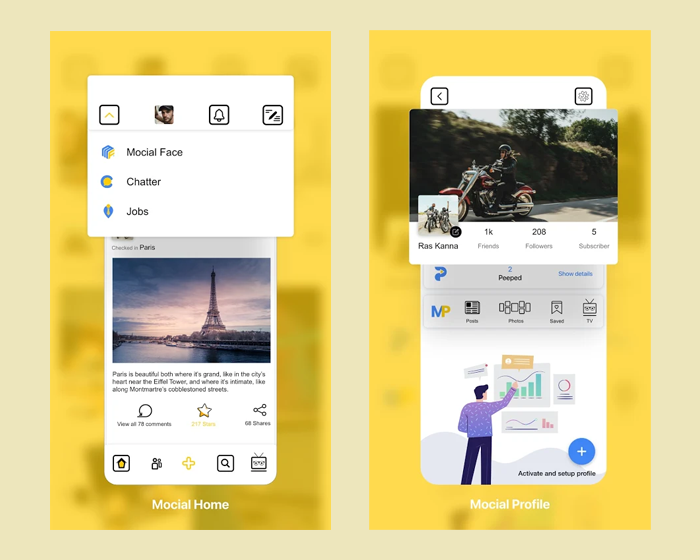 Mocial Face
Chatter
Jobs
Checked in Paris
Paris is beautiful both where it's grand, like in the city's
heart near the Eiffel Tower, and where it's intimate, like
along Montmartre's cobblestoned streets.
View all 78 comments
217 Stars
68 Shares
Mocial Home
Ras Kanna
1k
Friends
208
Followers
5
Subscriber
2
Peeped
Show details
MP
Posts
Photos
Saved
TV
Activate and setup profile
Mocial Profile